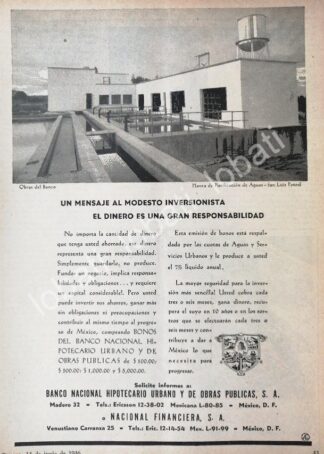 Obras del Banco
Planta de Purificación de Aguas - San Luis Potosí
UN MENSAJE AL MODESTO INVERSIONISTA
EL DINERO ES UNA GRAN RESPONSABILIDAD
No importa la cantidad de dinero
que tenga usted ahorrada, ese dinero
representa una gran responsabilidad.
Simplemente guardarlo, no produce.
Fundar un negocio, implica responsa-
bilidades y obligaciones . . . y requiere
un capital considerable! Pero usted
puede invertir sus ahorros, ganar más
sin obligaciones ni preocupaciones y
contribuir al mismo tiempo al progre-
so de México, comprando BONOS
DEL BANCO NACIONAL HI-
POTECARIO URBANO Y DE
OBRAS PUBLICAS de $100.00:
$500.00: $1,000.00 y $5,000.00.
Esta emisión de bonos está respal-
dada por las cuotas de Aguas y Ser-
vicios Urbanos y le produce a usted
el 7% líquido anual.
La mayor seguridad para la inver-
sión más sencilla! Usted cobra cada
tres o seis meses, gana dinero, recu-
pera el suyo en 10 años o en los sor-
teos que se efectuarán cada tres o
seis meses y con-
tribuye a dar a
México lo que
necesita para
progresar.
Solicite informes a:
BANCO NACIONAL HIPOTECARIO URBANO Y DE OBRAS PUBLICAS, S. A.
Madero 32 • Tels.: Ericsson 12-38-02 Mexicana L-80-85 • México, D. F.
o NACIONAL FINANCIERA, S. A.
Venustiano Carranza 25 • Tels.: Eric. 12-14-54 Mex. L-91-99 • México, D. F.
de junio de 1946